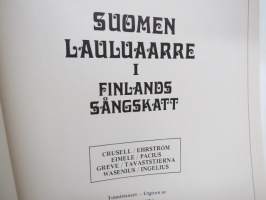 SUOMEN
LAULUAARRE
I
FINLANDS
SÅNGSKATT
CRUSELL / EHRSTRÖM
EIMELE / PACIUS
GREVE / TAVASTSTJERNA
WASENIUS / INGELIUS